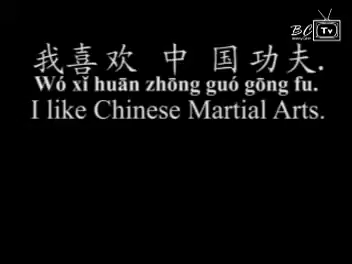 BC Tv
我喜欢 中 国功夫.
Wó xǐ huān zhōng guó gōng fu.
I like Chinese Martial Arts.